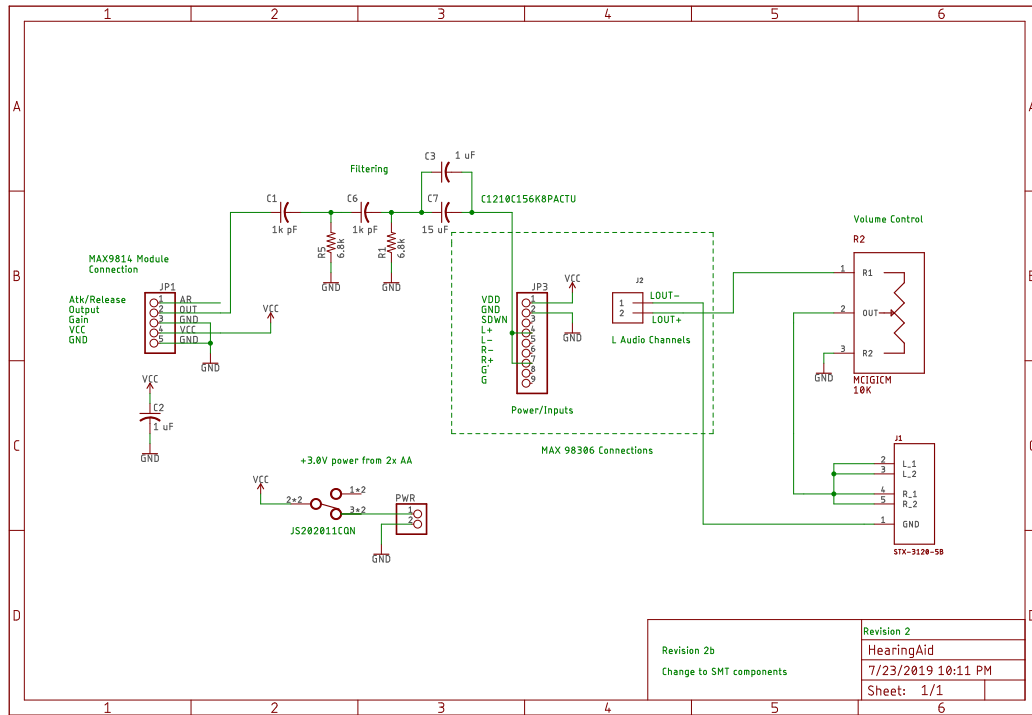 1 2 3 4 5 6
A A
B B
C C
D D
Filtering
C3 1 uF
C1 C6 C7 C1210C156K8PACTU
1k pF 1k pF 15 uF
R5 6.8k
R1 6.8k
GND GND
MAX9814 Module
Connection
JP1
Atk/Release 1 AR
Output 2 OUT
Gain 3 GND
VCC 4 VCC
GND 5 GND
VCC
GND
VCC
C2
1 uF
GND
JP3
VCC
VDD 1
GND 2
SDWN 3
L+ 4
L- 5
R- 6
R+ 7
G 8
G 9
GND
Power/Inputs
J2
1 LOUT-
2 LOUT+
L Audio Channels
MAX 98306 Connections
Volume Control
R2
1 R1
2 OUT
3 R2
GND
MCIGICM
10K
J1
2 L_1
3 L_2
4 R_1
5 R_2
1 GND
STX-3120-5B
+3.0V power from 2x AA
VCC
1*2
2*2
3*2
JS202011CQN
PWR
1
2
GND
Revision 2b
Change to SMT components
Revision 2
HearingAid
7/23/2019 10:11 PM
Sheet: 1/1
1 2 3 4 5 6